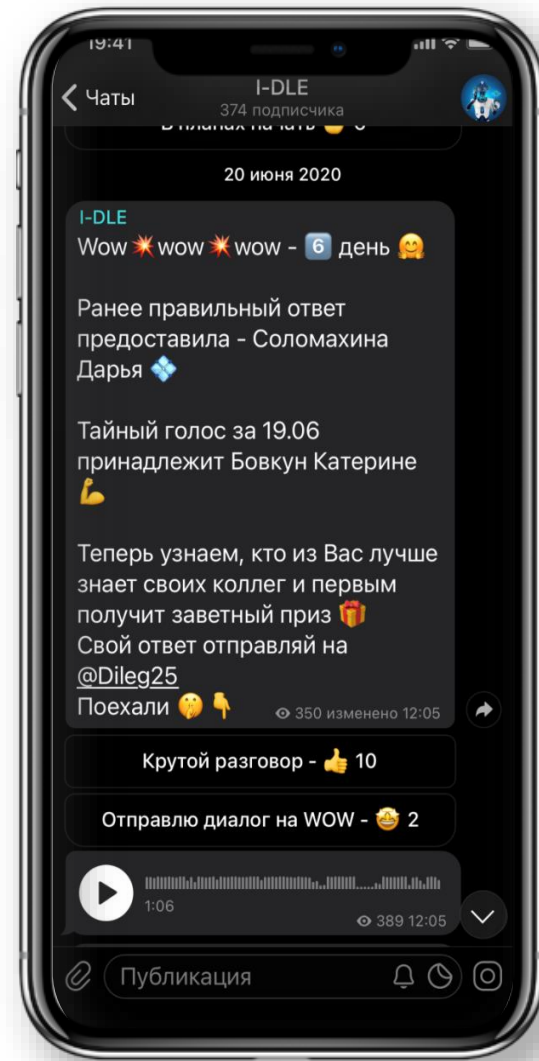 19:41
Чаты
I-DLE
374 подписчика
В планах начать - 👍 6
20 июня 2020
I-DLE
Wow💥wow💥wow - 6️⃣ день 🤗
Ранее правильный ответ
предоставила - Соломахина
Дарья 💠
Тайный голос за 19.06
принадлежит Бовкун Катерине
💪
Теперь узнаем, кто из Вас лучше
знает своих коллег и первым
получит заветный приз 🎁
Свой ответ отправляй на
@Dileg25
Поехали 🤫👇
350 изменено 12:05
Крутой разговор - 👍 10
Отправлю диалог на WOW - 🤩 2
1:06
389 12:05
Публикация